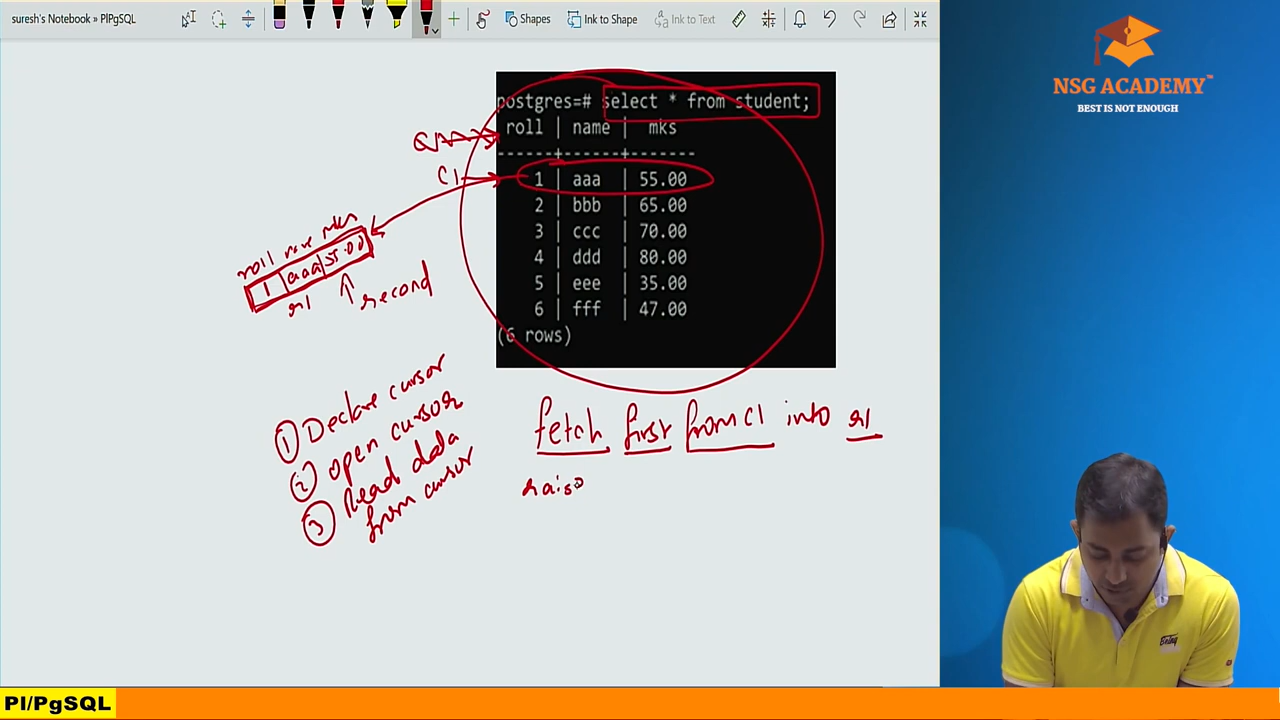 suresh's Notebook » PlPgSQL
Shapes
Ink to Shape
Ink to Text
NSG ACADEMY™
BEST IS NOT ENOUGH
postgres=# select * from student;
roll | name | mks
------+------+-------
1 | aaa | 55.00
2 | bbb | 65.00
3 | ccc | 70.00
4 | ddd | 80.00
5 | eee | 35.00
6 | fff | 47.00
(6 rows)
C1
roll mks
1 aaa 55.00
r1
record
① Declare cursor
② open cursor
③ Read data
from cursor
fetch first from C1 into r1
raise
Pl/PgSQL